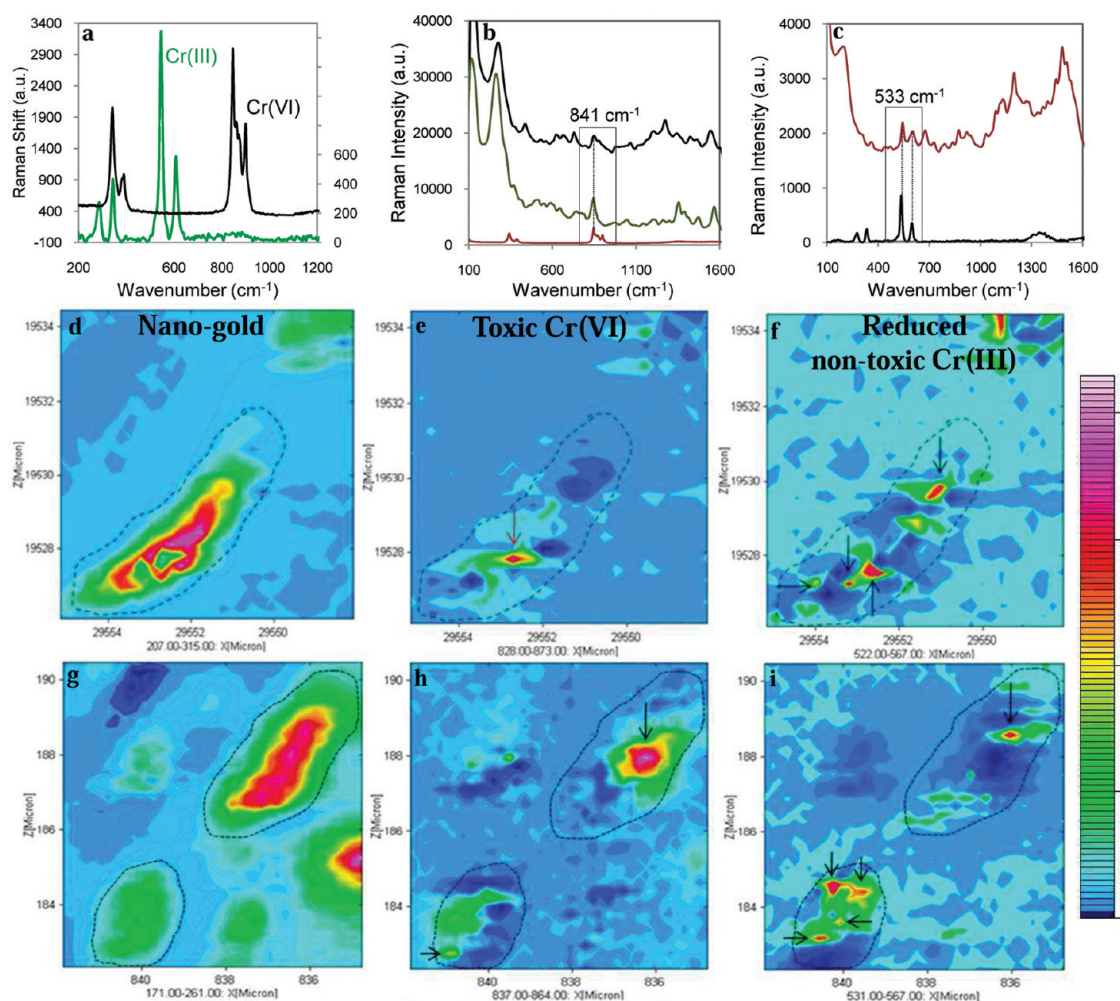 a
Cr(III)
Cr(VI)
Raman Shift (a.u.)
3400
2900
2400
1900
1400
900
400
-100
600
400
200
0
200 400 600 800 1000 1200
Wavenumber (cm-1)
b
841 cm-1
Raman Intensity (a.u.)
40000
30000
20000
10000
0
100 600 1100 1600
Wavenumber (cm-1)
c
533 cm-1
Raman Intensity (a.u.)
4000
3000
2000
1000
0
100 400 700 1000 1300 1600
Wavenumber (cm-1)
d Nano-gold
Z[Micron]
19534
19532
19530
19528
29554 29552 29550
207.00-315.00: X[Micron]
e Toxic Cr(VI)
Z[Micron]
19534
19532
19530
19528
29554 29552 29550
828.00-873.00: X[Micron]
f Reduced
non-toxic Cr(III)
Z[Micron]
19534
19532
19530
19528
29554 29552 29550
522.00-567.00: X[Micron]
g
Z[Micron]
190
188
186
184
840 838 836
171.00-261.00: X[Micron]
h
Z[Micron]
190
188
186
184
840 838 836
837.00-864.00: X[Micron]
i
Z[Micron]
190
188
186
184
840 838 836
531.00-567.00: X[Micron]